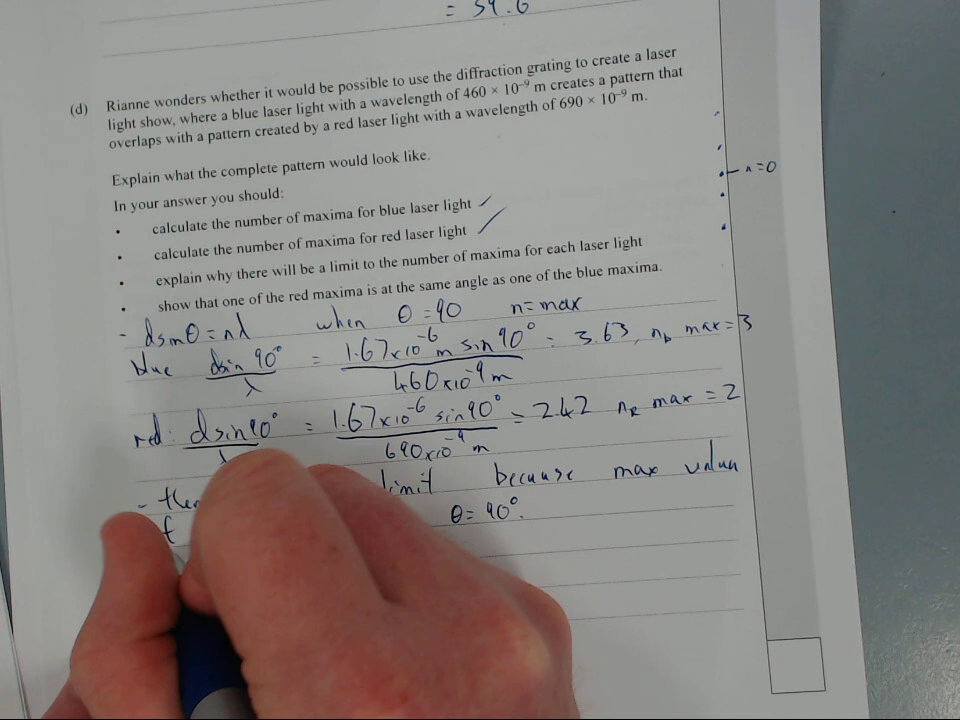 = 59.6
(d) Rianne wonders whether it would be possible to use the diffraction grating to create a laser
light show, where a blue laser light with a wavelength of 460 × 10⁻⁹ m creates a pattern that
overlaps with a pattern created by a red laser light with a wavelength of 690 × 10⁻⁹ m.
n=0
Explain what the complete pattern would look like.
In your answer you should:
• calculate the number of maxima for blue laser light ✓
• calculate the number of maxima for red laser light ✓
• explain why there will be a limit to the number of maxima for each laser light
• show that one of the red maxima is at the same angle as one of the blue maxima.
- dsinθ = nλ when θ = 90 n = max
blue dsin 90° / λ = 1.67×10⁻⁶ m sin 90° / 460×10⁻⁹ m = 3.63, n_b max = 3
red: dsin90° / λ = 1.67×10⁻⁶ sin 90° / 690×10⁻⁹ m = 2.42 n_R max = 2
- ther limit because max value
f θ = 90°.